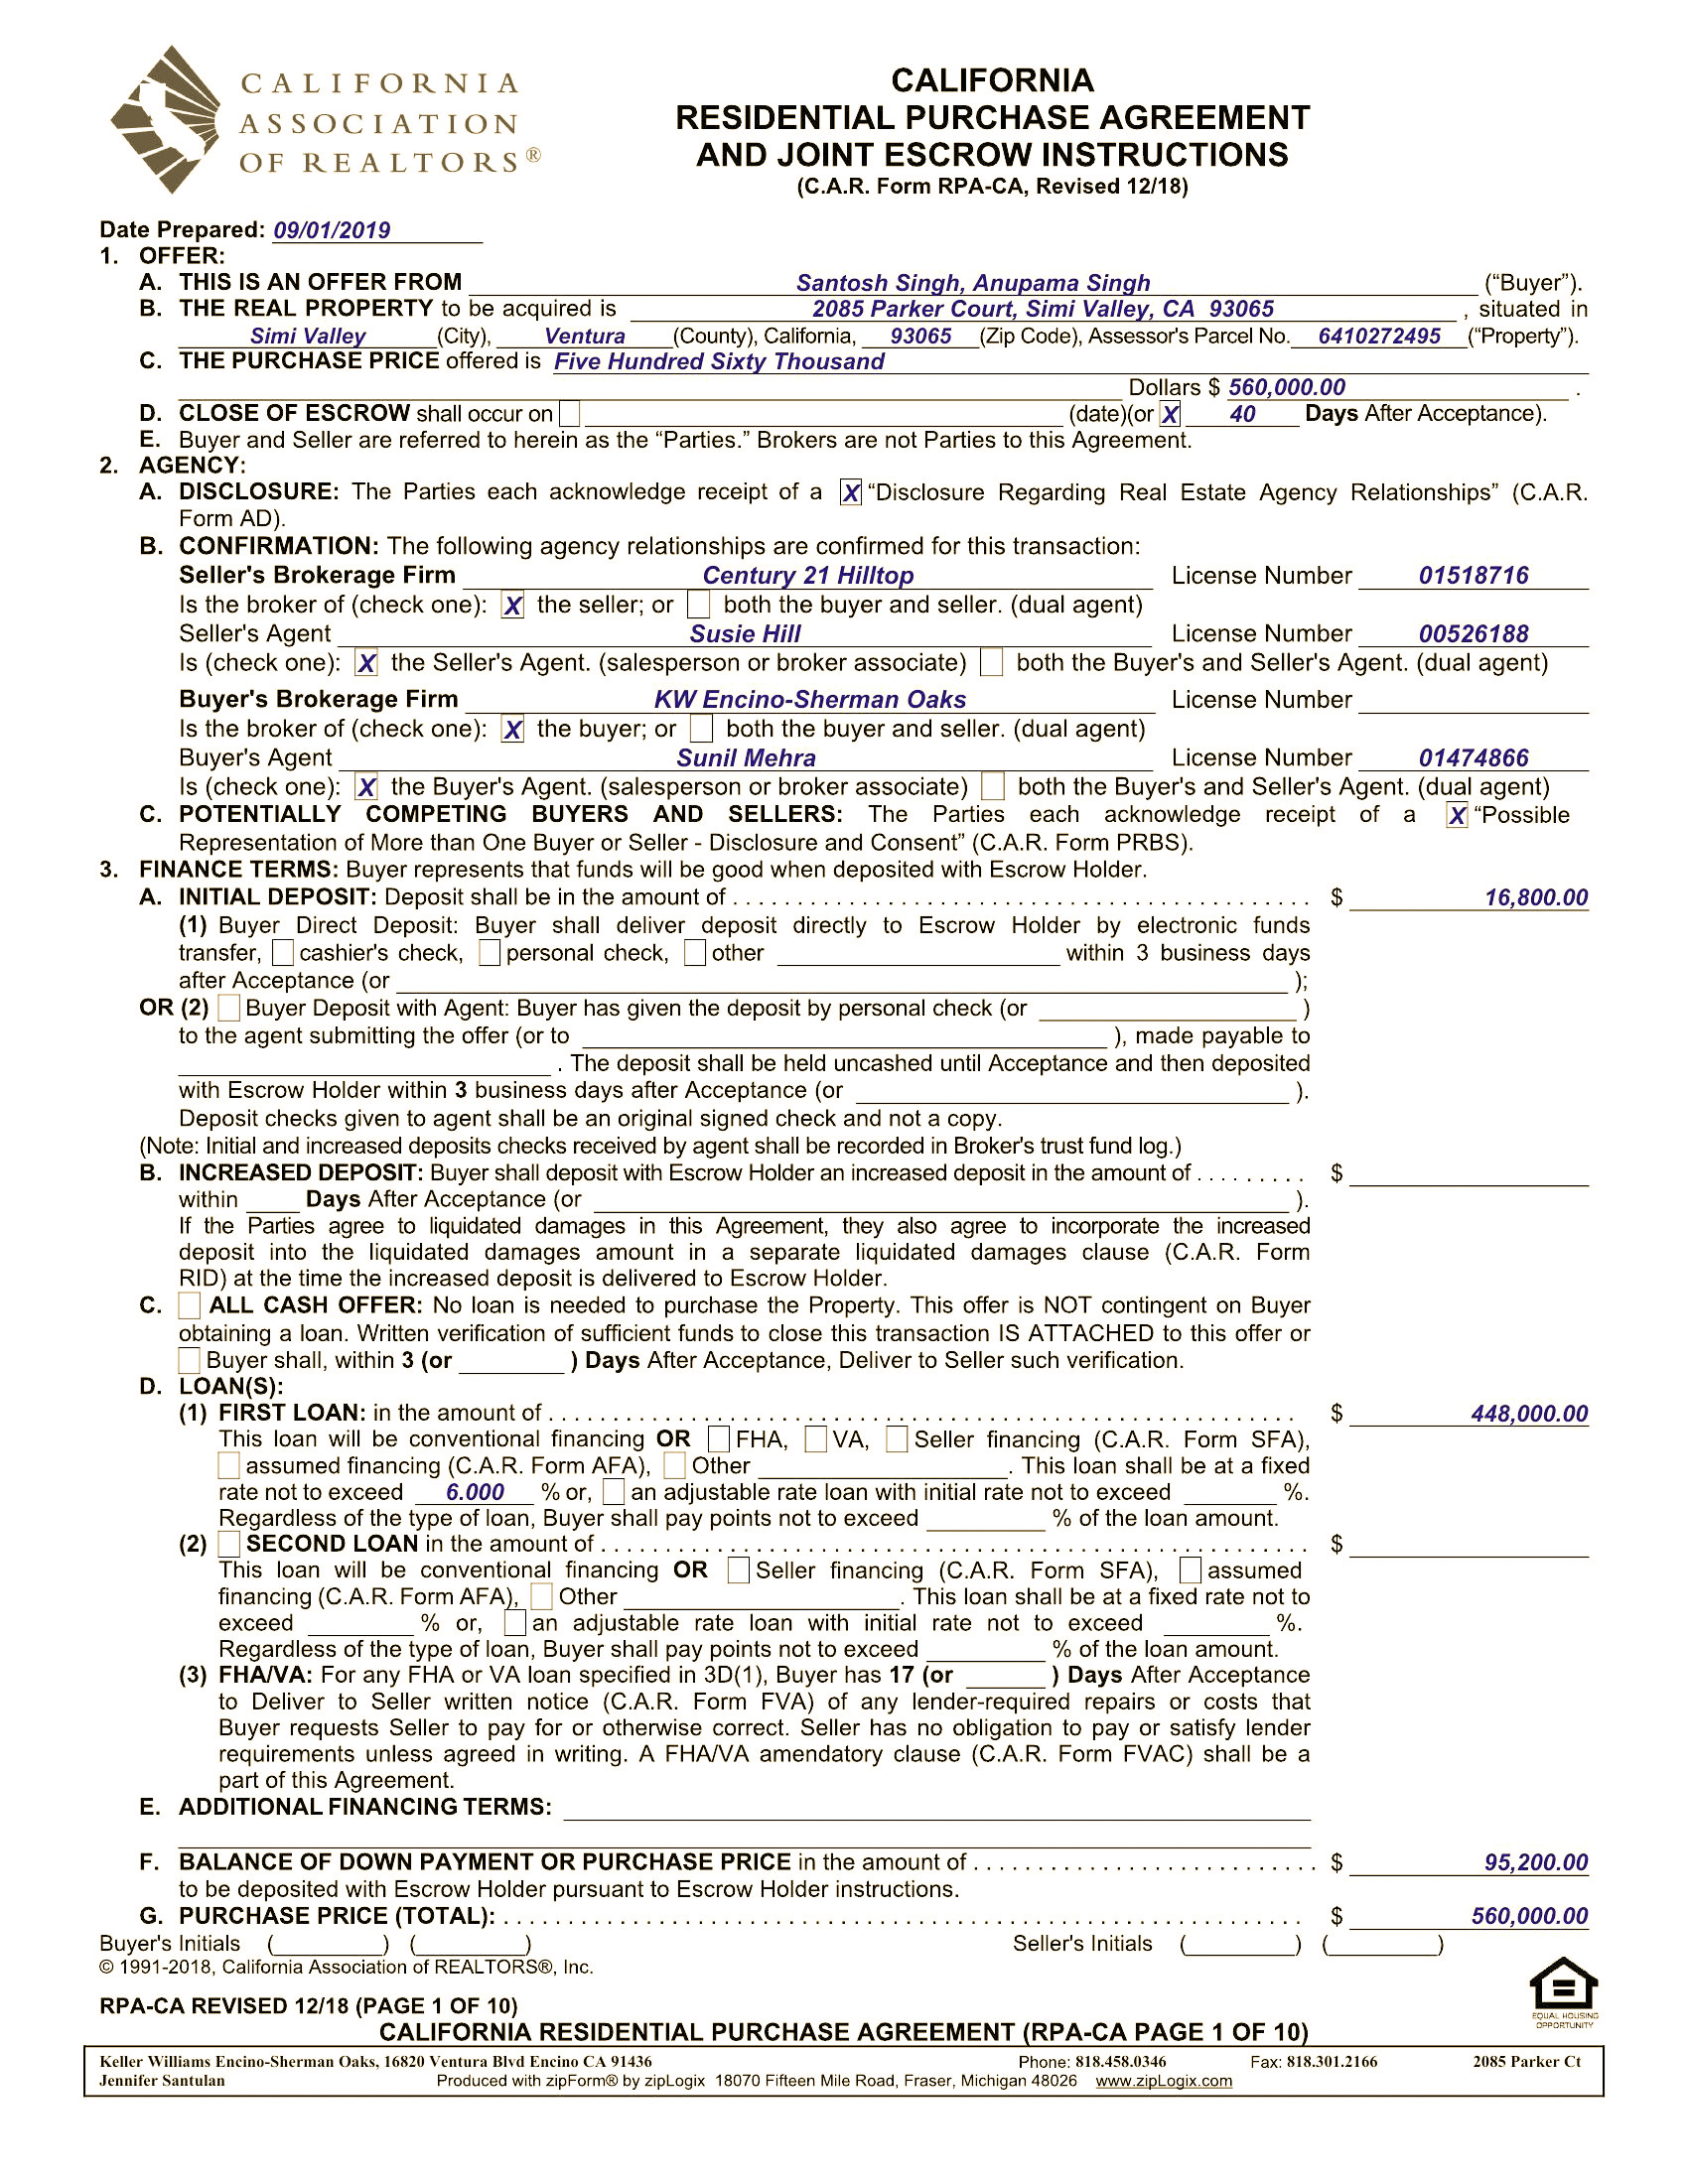 CALIFORNIA
ASSOCIATION
OF REALTORS®
CALIFORNIA
RESIDENTIAL PURCHASE AGREEMENT
AND JOINT ESCROW INSTRUCTIONS
(C.A.R. Form RPA-CA, Revised 12/18)
Date Prepared: 09/01/2019
1. OFFER:
A. THIS IS AN OFFER FROM Santosh Singh, Anupama Singh (“Buyer”).
B. THE REAL PROPERTY to be acquired is 2085 Parker Court, Simi Valley, CA 93065 , situated in
Simi Valley (City), Ventura (County), California, 93065 (Zip Code), Assessor's Parcel No. 6410272495 (“Property”).
C. THE PURCHASE PRICE offered is Five Hundred Sixty Thousand
Dollars $ 560,000.00 .
D. CLOSE OF ESCROW shall occur on (date)(or X 40 Days After Acceptance).
E. Buyer and Seller are referred to herein as the “Parties.” Brokers are not Parties to this Agreement.
2. AGENCY:
A. DISCLOSURE: The Parties each acknowledge receipt of a X “Disclosure Regarding Real Estate Agency Relationships” (C.A.R.
Form AD).
B. CONFIRMATION: The following agency relationships are confirmed for this transaction:
Seller's Brokerage Firm Century 21 Hilltop License Number 01518716
Is the broker of (check one): X the seller; or both the buyer and seller. (dual agent)
Seller's Agent Susie Hill License Number 00526188
Is (check one): X the Seller's Agent. (salesperson or broker associate) both the Buyer's and Seller's Agent. (dual agent)
Buyer's Brokerage Firm KW Encino-Sherman Oaks License Number
Is the broker of (check one): X the buyer; or both the buyer and seller. (dual agent)
Buyer's Agent Sunil Mehra License Number 01474866
Is (check one): X the Buyer's Agent. (salesperson or broker associate) both the Buyer's and Seller's Agent. (dual agent)
C. POTENTIALLY COMPETING BUYERS AND SELLERS: The Parties each acknowledge receipt of a X “Possible
Representation of More than One Buyer or Seller - Disclosure and Consent” (C.A.R. Form PRBS).
3. FINANCE TERMS: Buyer represents that funds will be good when deposited with Escrow Holder.
A. INITIAL DEPOSIT: Deposit shall be in the amount of . . . . . . . . . . . . . . . . . . . . $ 16,800.00
(1) Buyer Direct Deposit: Buyer shall deliver deposit directly to Escrow Holder by electronic funds
transfer, cashier's check, personal check, other within 3 business days
after Acceptance (or );
OR (2) Buyer Deposit with Agent: Buyer has given the deposit by personal check (or )
to the agent submitting the offer (or to ), made payable to
. The deposit shall be held uncashed until Acceptance and then deposited
with Escrow Holder within 3 business days after Acceptance (or ).
Deposit checks given to agent shall be an original signed check and not a copy.
(Note: Initial and increased deposits checks received by agent shall be recorded in Broker's trust fund log.)
B. INCREASED DEPOSIT: Buyer shall deposit with Escrow Holder an increased deposit in the amount of . . . . . . . . . $
within Days After Acceptance (or ).
If the Parties agree to liquidated damages in this Agreement, they also agree to incorporate the increased
deposit into the liquidated damages amount in a separate liquidated damages clause (C.A.R. Form
RID) at the time the increased deposit is delivered to Escrow Holder.
C. ALL CASH OFFER: No loan is needed to purchase the Property. This offer is NOT contingent on Buyer
obtaining a loan. Written verification of sufficient funds to close this transaction IS ATTACHED to this offer or
Buyer shall, within 3 (or ) Days After Acceptance, Deliver to Seller such verification.
D. LOAN(S):
(1) FIRST LOAN: in the amount of . . . . . . . . . . . . . . . . . . . . $ 448,000.00
This loan will be conventional financing OR FHA, VA, Seller financing (C.A.R. Form SFA),
assumed financing (C.A.R. Form AFA), Other . This loan shall be at a fixed
rate not to exceed 6.000 % or, an adjustable rate loan with initial rate not to exceed %.
Regardless of the type of loan, Buyer shall pay points not to exceed % of the loan amount.
(2) SECOND LOAN in the amount of . . . . . . . . . . . . . . . . . . . . $
This loan will be conventional financing OR Seller financing (C.A.R. Form SFA), assumed
financing (C.A.R. Form AFA), Other . This loan shall be at a fixed rate not to
exceed % or, an adjustable rate loan with initial rate not to exceed %.
Regardless of the type of loan, Buyer shall pay points not to exceed % of the loan amount.
(3) FHA/VA: For any FHA or VA loan specified in 3D(1), Buyer has 17 (or ) Days After Acceptance
to Deliver to Seller written notice (C.A.R. Form FVA) of any lender-required repairs or costs that
Buyer requests Seller to pay for or otherwise correct. Seller has no obligation to pay or satisfy lender
requirements unless agreed in writing. A FHA/VA amendatory clause (C.A.R. Form FVAC) shall be a
part of this Agreement.
E. ADDITIONAL FINANCING TERMS:
F. BALANCE OF DOWN PAYMENT OR PURCHASE PRICE in the amount of . . . . . . . . . . . . . . . . . . . . $ 95,200.00
to be deposited with Escrow Holder pursuant to Escrow Holder instructions.
G. PURCHASE PRICE (TOTAL): . . . . . . . . . . . . . . . . . . . . $ 560,000.00
Buyer's Initials ( ) ( ) Seller's Initials ( ) ( )
© 1991-2018, California Association of REALTORS®, Inc.
RPA-CA REVISED 12/18 (PAGE 1 OF 10)
EQUAL HOUSING
OPPORTUNITY
CALIFORNIA RESIDENTIAL PURCHASE AGREEMENT (RPA-CA PAGE 1 OF 10)
Keller Williams Encino-Sherman Oaks, 16820 Ventura Blvd Encino CA 91436 Phone: 818.458.0346 Fax: 818.301.2166 2085 Parker Ct
Jennifer Santulan Produced with zipForm® by zipLogix 18070 Fifteen Mile Road, Fraser, Michigan 48026 www.zipLogix.com